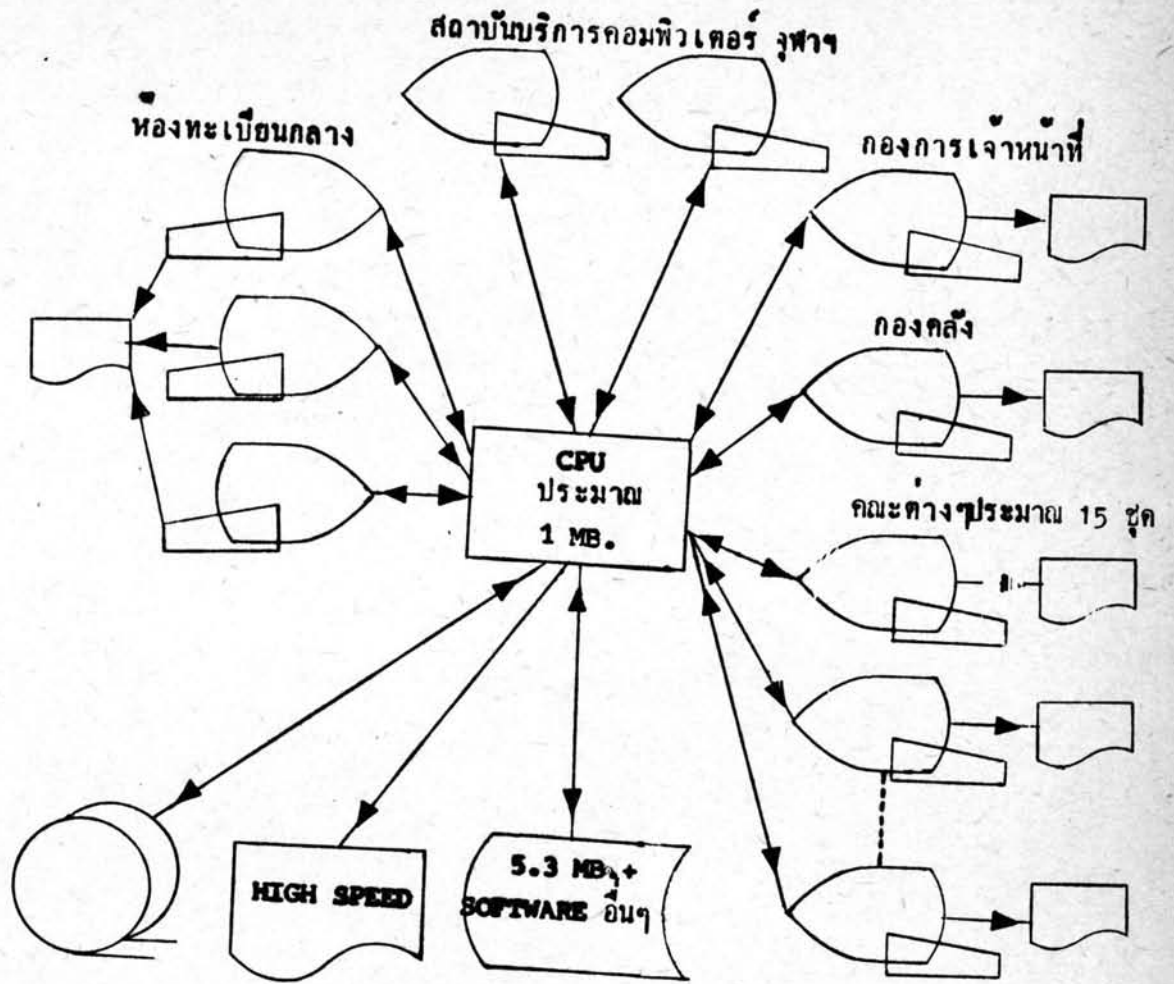 สถาบันบริการคอมพิวเตอร์ จุฬาฯ
ห้องทะเบียนกลาง
กองการเจ้าหน้าที่
กองคลัง
CPU
ประมาณ
1 MB.
คณะต่างๆประมาณ 15 ชุด
HIGH SPEED
5.3 MB. +
SOFTWARE อื่นๆ